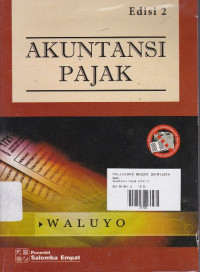 Edisi 2
AKUNTANSI
PAJAK
WALUYO
Penerbit
Salemba Empat